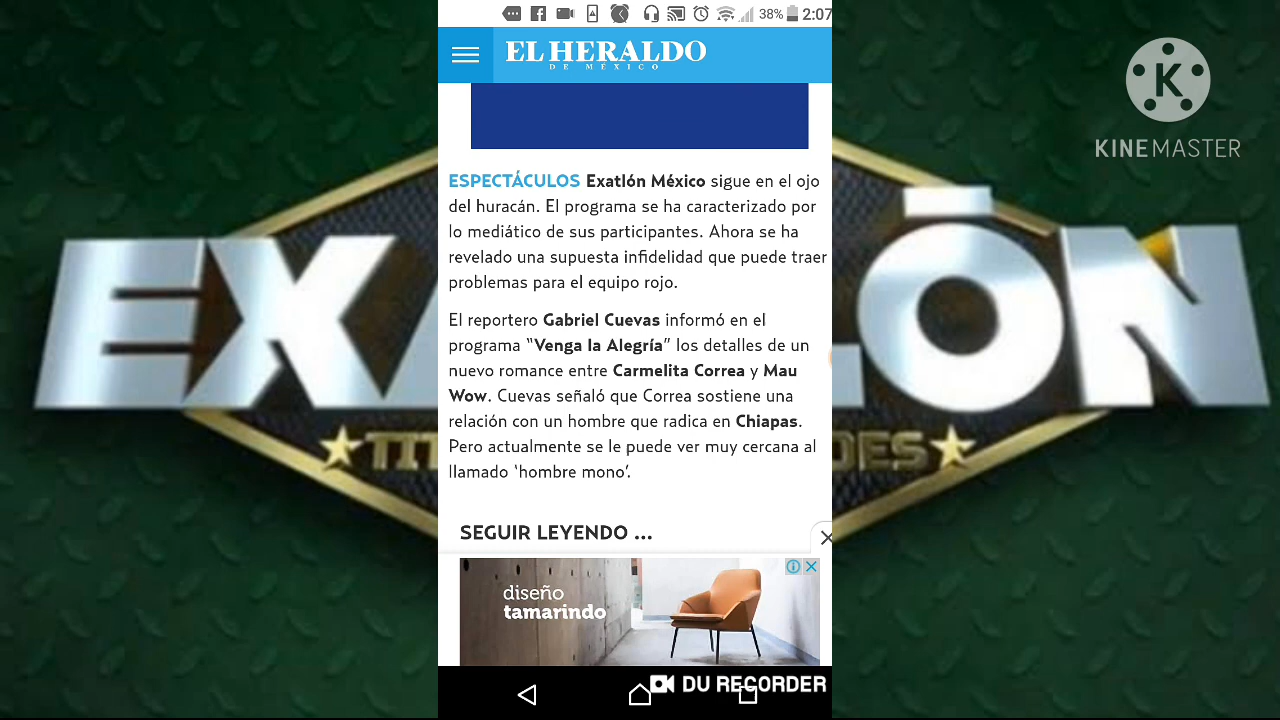 38% 2:07
EL HERALDO
DE MÉXICO
KINEMASTER
ESPECTÁCULOS Exatlón México sigue en el ojo
del huracán. El programa se ha caracterizado por
lo mediático de sus participantes. Ahora se ha
revelado una supuesta infidelidad que puede traer
problemas para el equipo rojo.
El reportero Gabriel Cuevas informó en el
programa “Venga la Alegría” los detalles de un
nuevo romance entre Carmelita Correa y Mau
Wow. Cuevas señaló que Correa sostiene una
relación con un hombre que radica en Chiapas.
Pero actualmente se le puede ver muy cercana al
llamado ‘hombre mono’.
SEGUIR LEYENDO ...
diseño
tamarindo
DU RECORDER